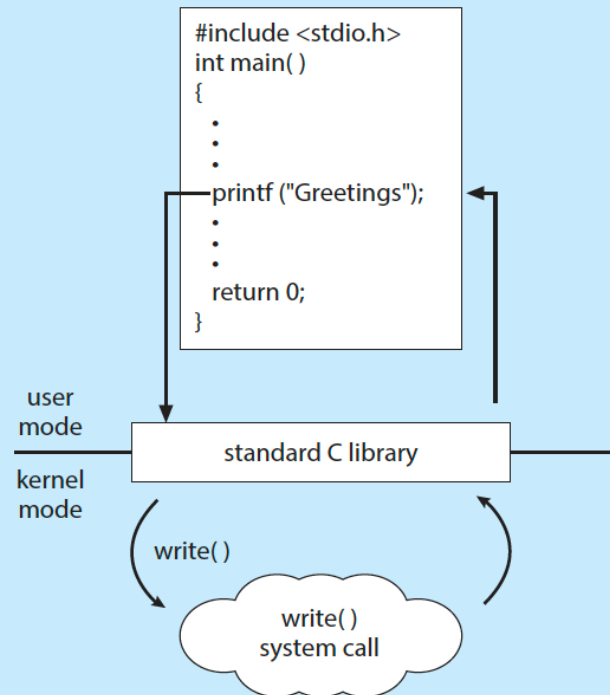 #include <stdio.h>
int main( )
{
•
•
•
printf ("Greetings");
•
•
•
return 0;
}
user
mode
standard C library
kernel
mode
write( )
write( )
system call